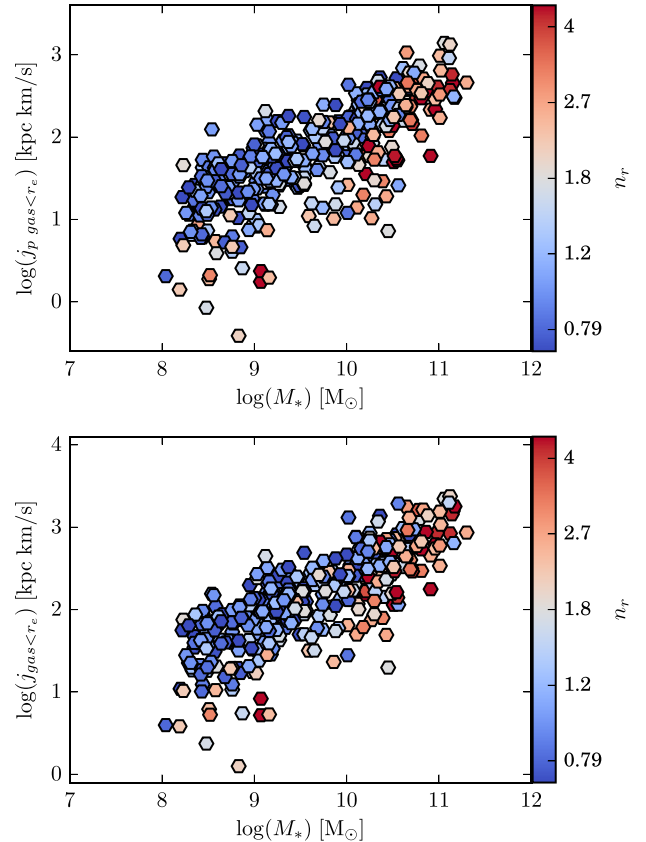 3
2
1
0
log(j_p gas<r_e) [kpc km/s]
7 8 9 10 11 12
log(M_*) [M_⊙]
4
2.7
1.8
1.2
0.79
n_r
4
3
2
1
0
log(j_gas<r_e) [kpc km/s]
7 8 9 10 11 12
log(M_*) [M_⊙]
4
2.7
1.8
1.2
0.79
n_r